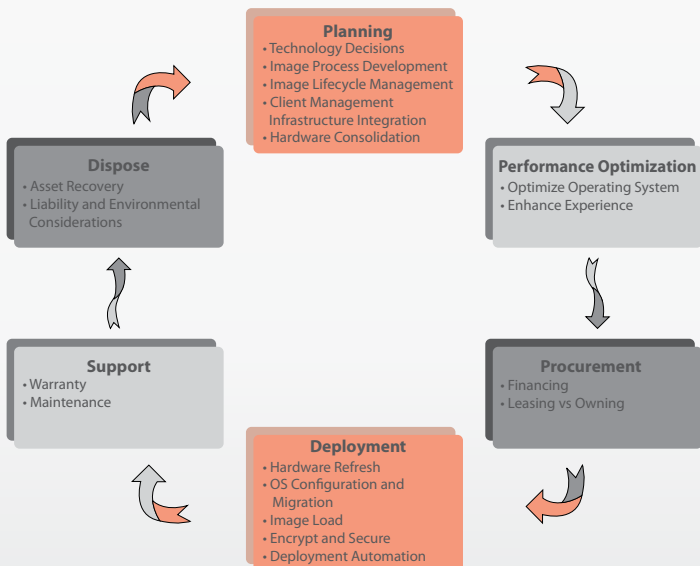 Planning
• Technology Decisions
• Image Process Development
• Image Lifecycle Management
• Client Management
Infrastructure Integration
• Hardware Consolidation
Performance Optimization
• Optimize Operating System
• Enhance Experience
Procurement
• Financing
• Leasing vs Owning
Deployment
• Hardware Refresh
• OS Configuration and
Migration
• Image Load
• Encrypt and Secure
• Deployment Automation
Support
• Warranty
• Maintenance
Dispose
• Asset Recovery
• Liability and Environmental
Considerations